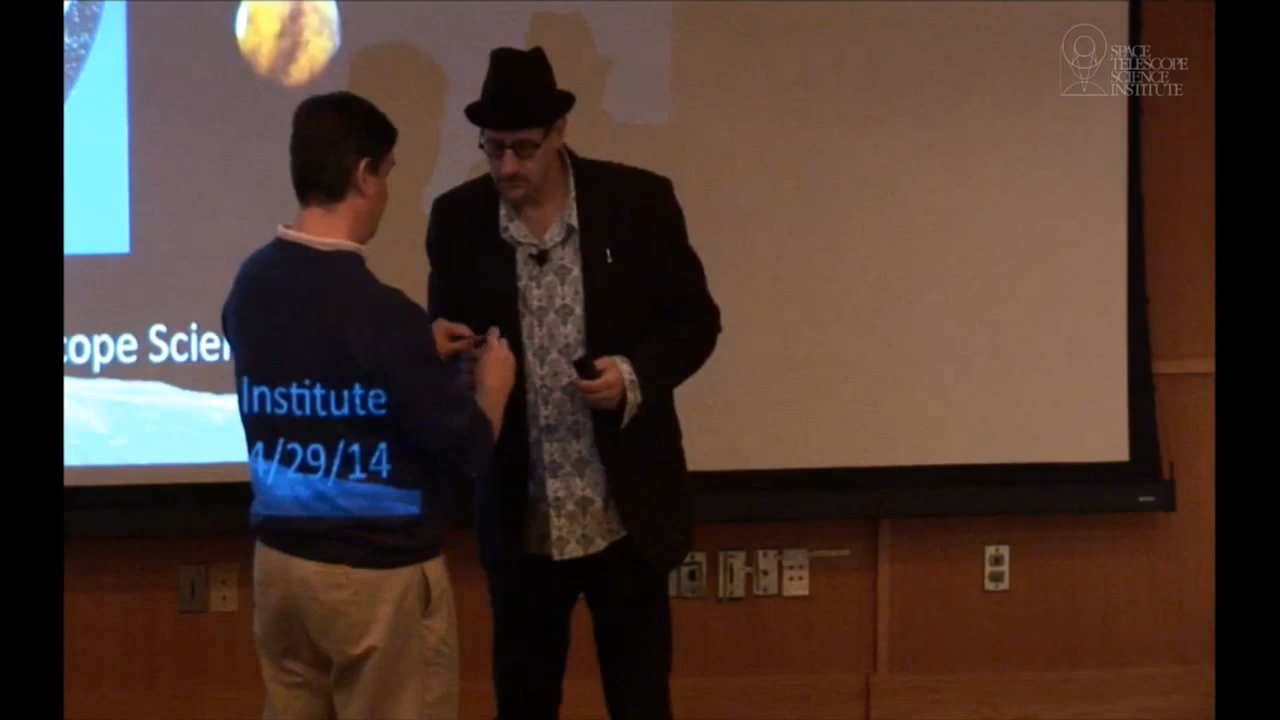 SPACE
TELESCOPE
SCIENCE
INSTITUTE
cope Scien
Institute
4/29/14